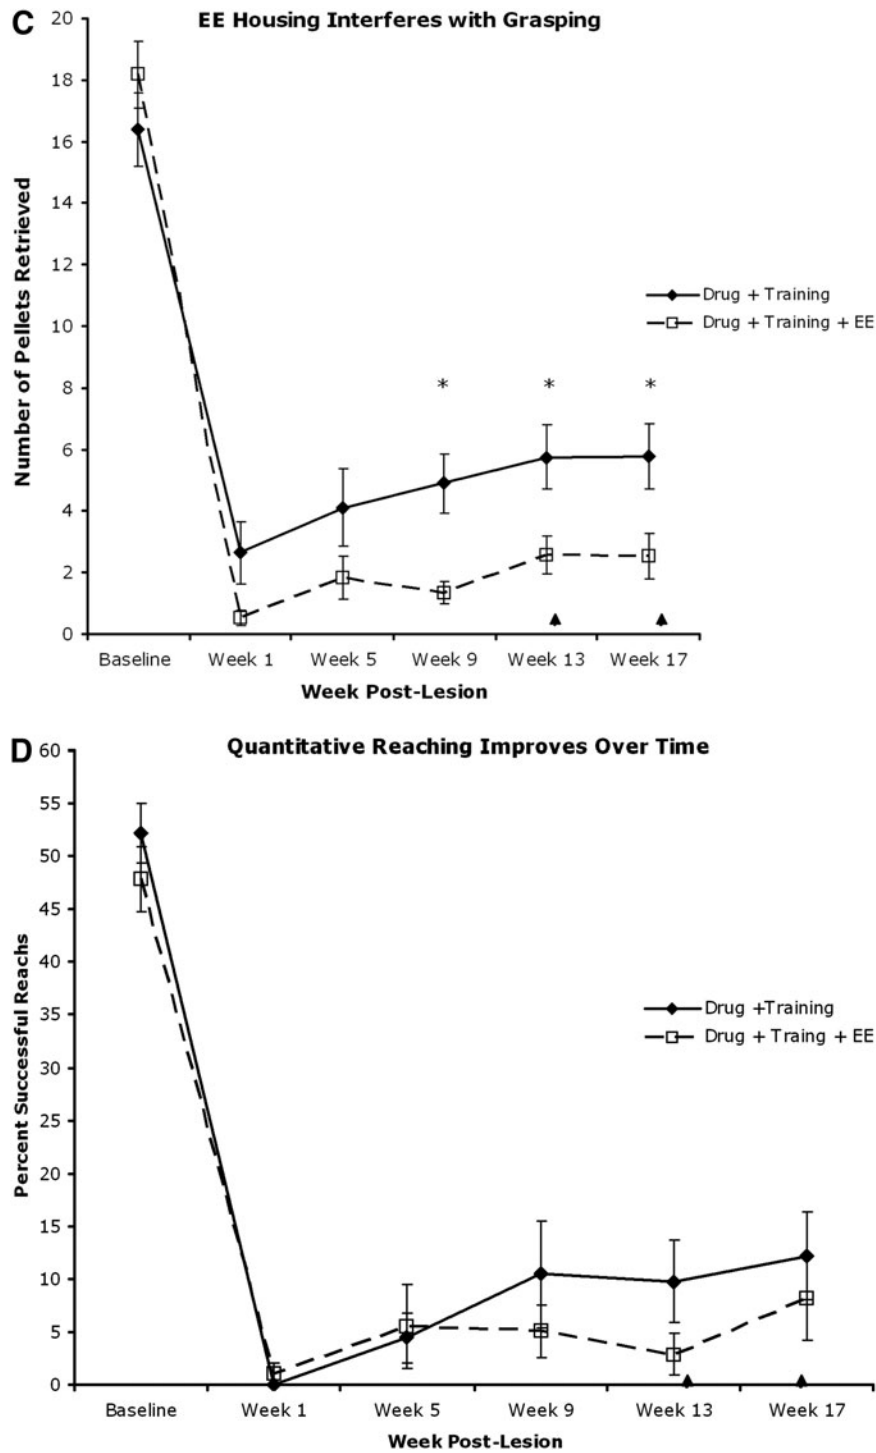 C
EE Housing Interferes with Grasping
20
18
16
14
12
10
8
6
4
2
0
Number of Pellets Retrieved
Drug + Training
Drug + Training + EE
* * *
Baseline Week 1 Week 5 Week 9 Week 13 Week 17
Week Post-Lesion
D
Quantitative Reaching Improves Over Time
60
55
50
45
40
35
30
25
20
15
10
5
0
Percent Successful Reachs
Drug +Training
Drug + Traing + EE
Baseline Week 1 Week 5 Week 9 Week 13 Week 17
Week Post-Lesion